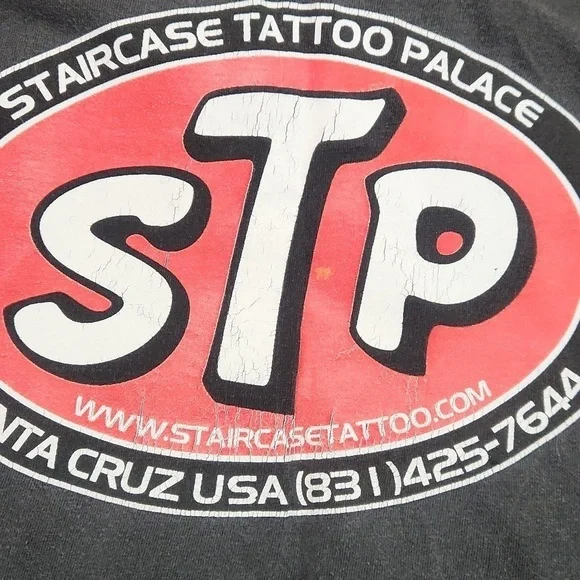 STAIRCASE TATTOO PALACE
STP
WWW.STAIRCASETATTOO.COM
NTA CRUZ USA (831)425-7644